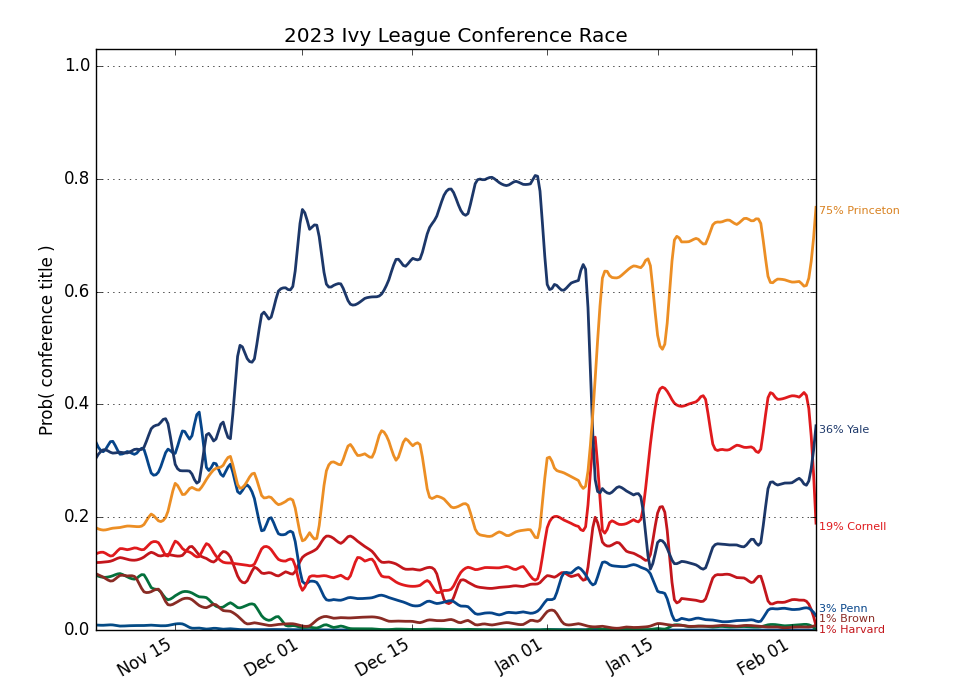 2023 Ivy League Conference Race
Prob( conference title )
1.0
0.8
0.6
0.4
0.2
0.0
Nov 15
Dec 01
Dec 15
Jan 01
Jan 15
Feb 01
75% Princeton
36% Yale
19% Cornell
3% Penn
1% Brown
1% Harvard